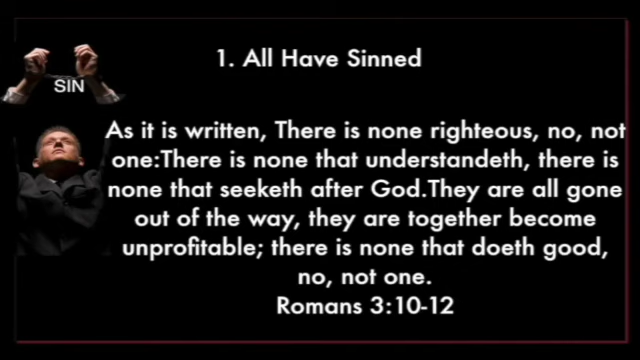 1. All Have Sinned
SIN
As it is written, There is none righteous, no, not
one:There is none that understandeth, there is
none that seeketh after God.They are all gone
out of the way, they are together become
unprofitable; there is none that doeth good,
no, not one.
Romans 3:10-12